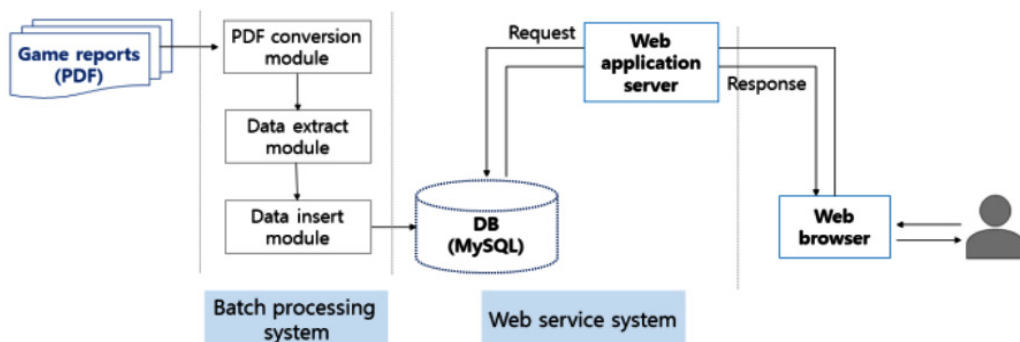 Game reports
(PDF)
PDF conversion
module
Data extract
module
Data insert
module
Batch processing
system
Request
Web
application
server
Response
DB
(MySQL)
Web service system
Web
browser